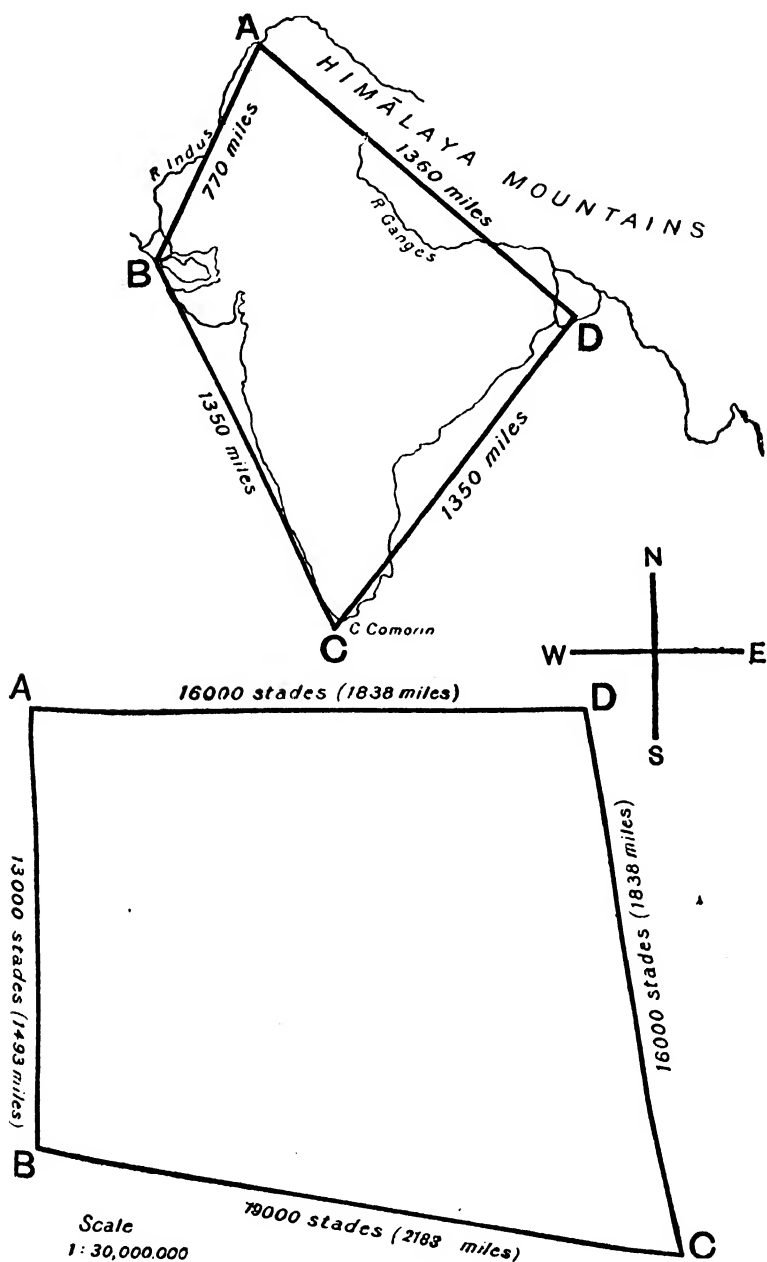 A
HIMĀLAYA MOUNTAINS
R Indus
770 miles
1360 miles
R Ganges
B
D
1350 miles
1350 miles
C
C Comorin
N
W
E
S
A
16000 stades (1838 miles)
D
13000 stades (1493 miles)
16000 stades (1838 miles)
B
19000 stades (2183 miles)
C
Scale
1 : 30,000.000